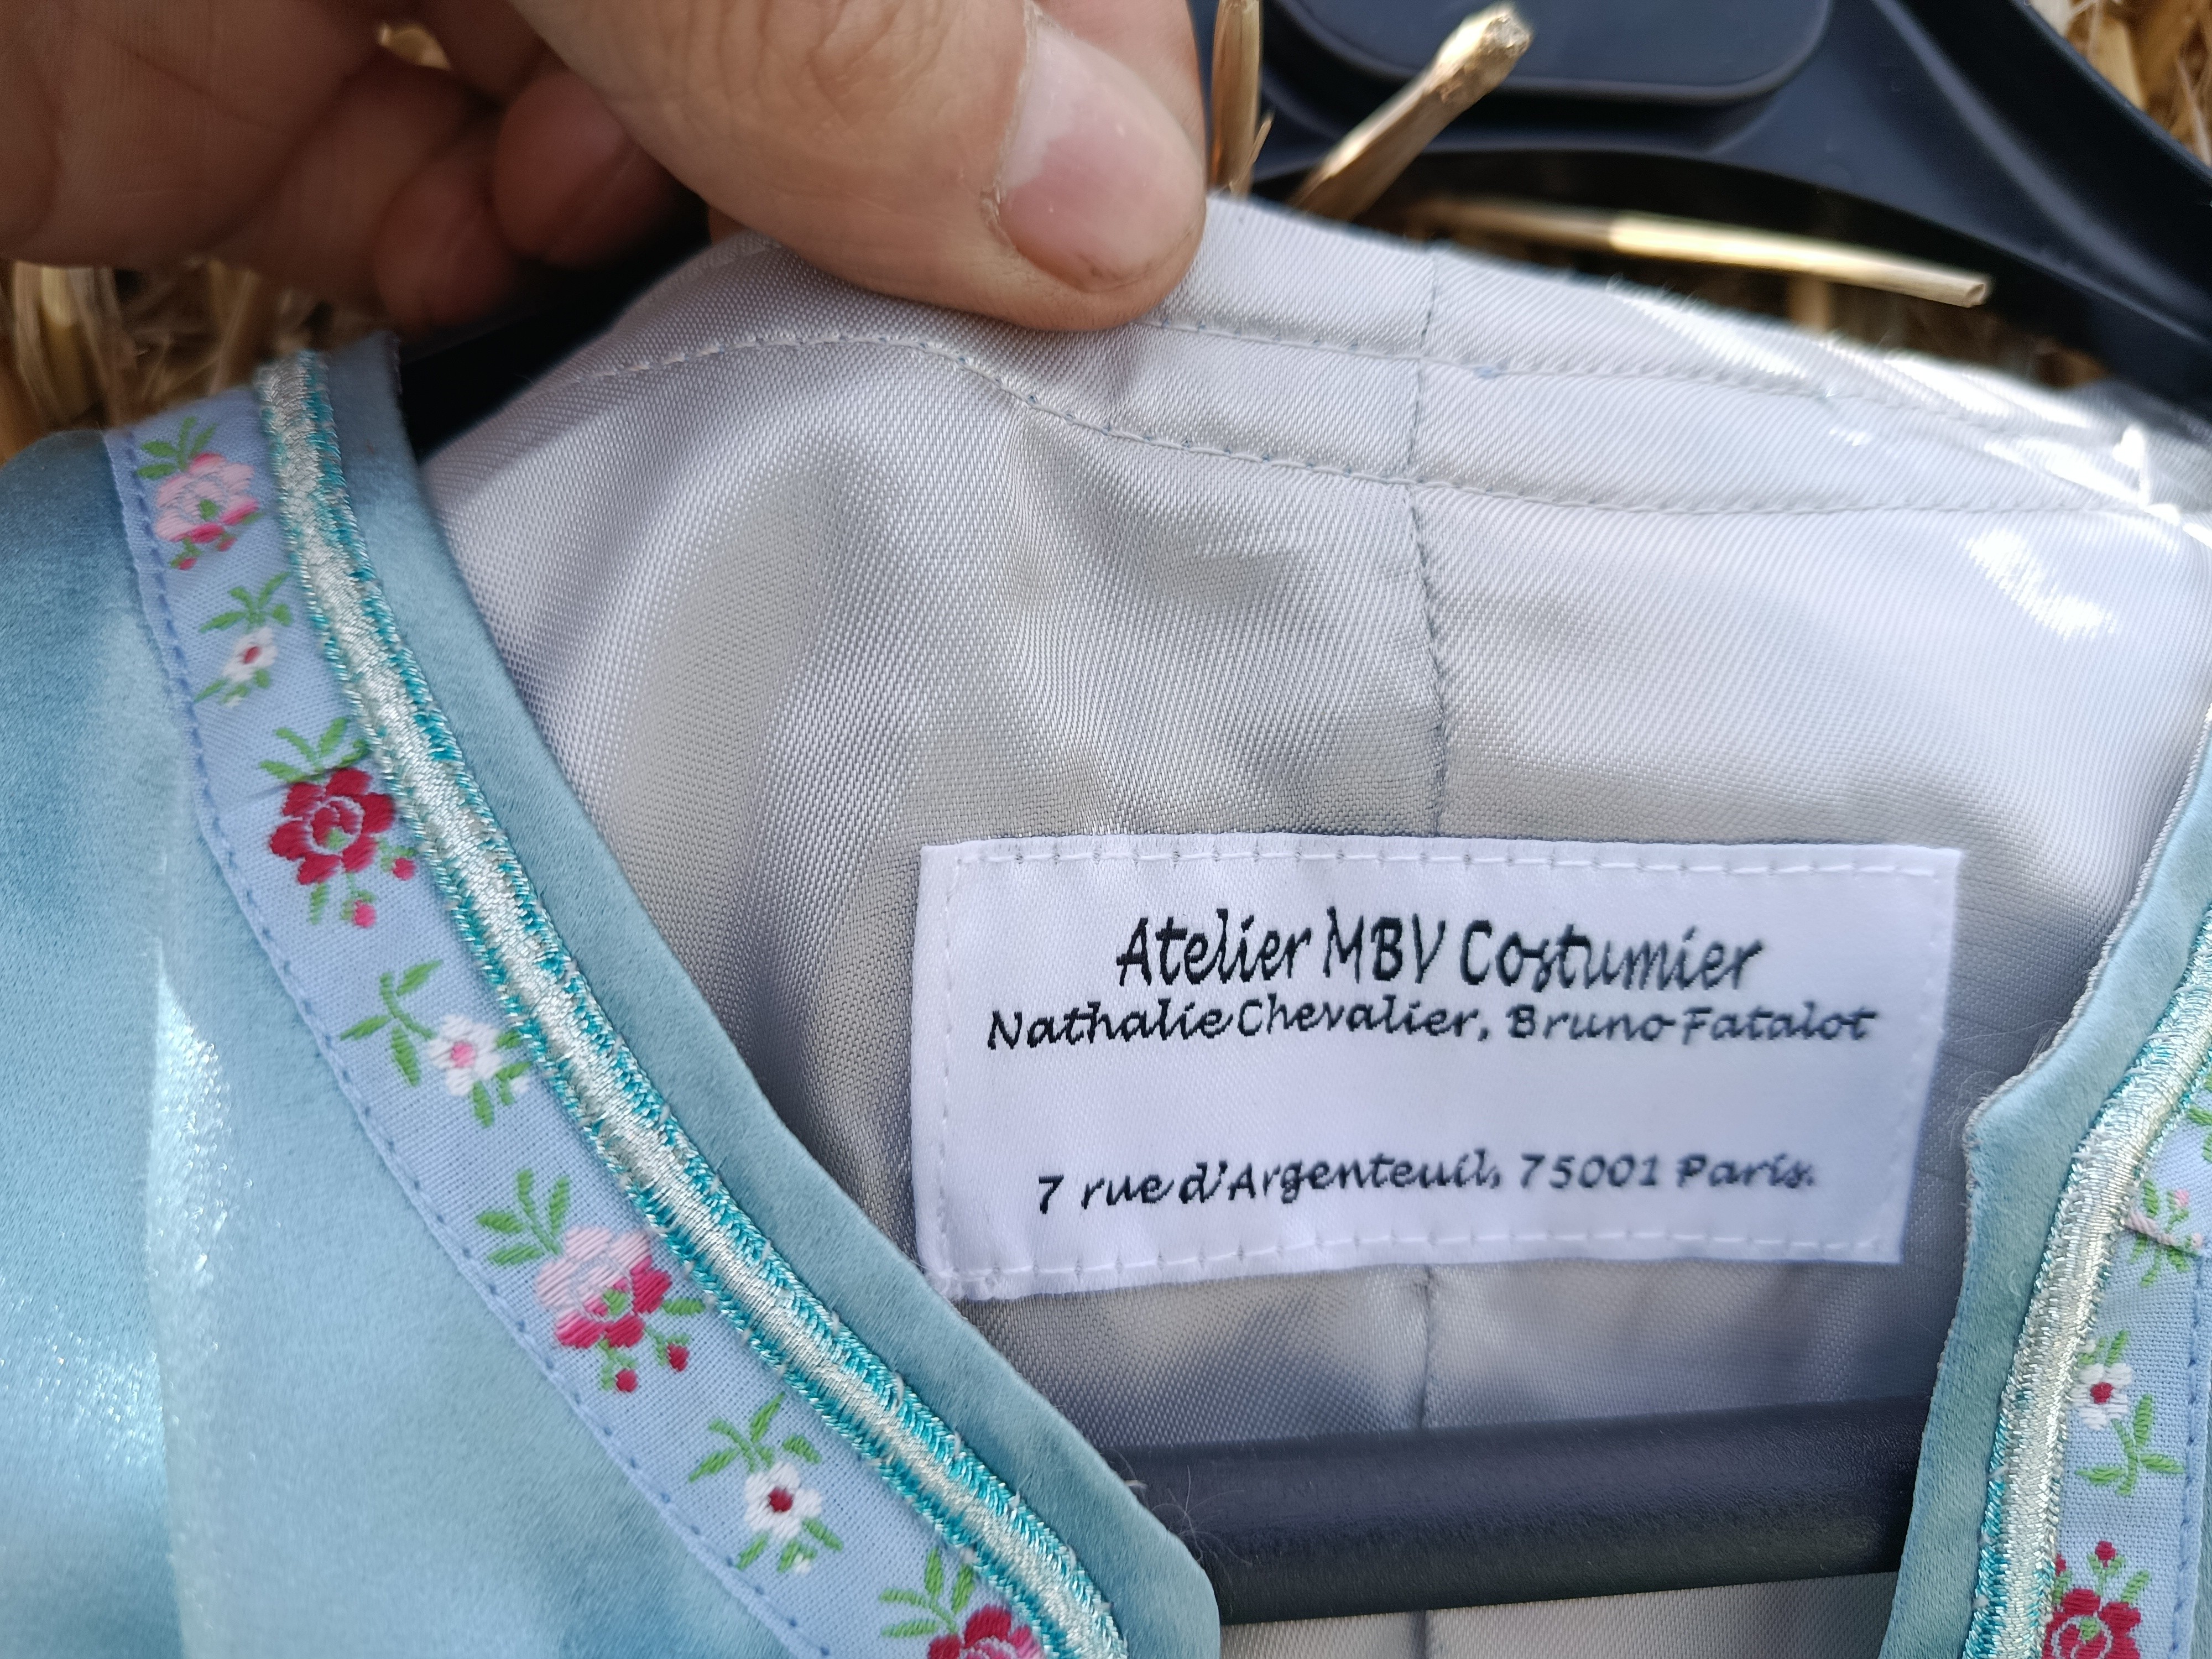 Atelier MBV Costumier
Nathalie Chevalier, Bruno Fatalot
7 rue d'Argenteuil, 75001 Paris.